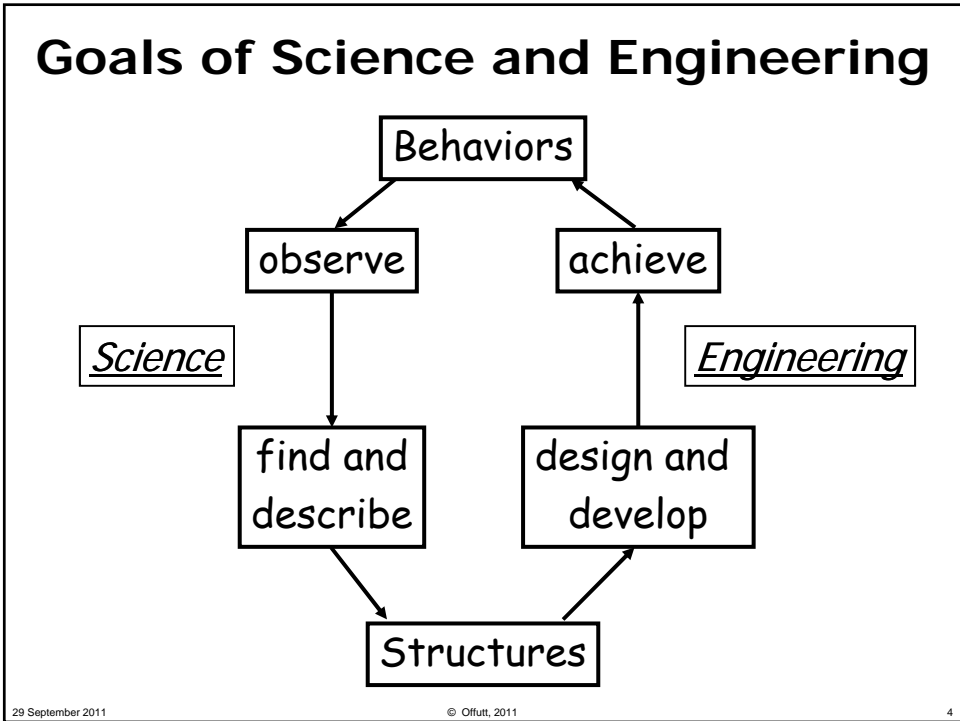 Goals of Science and Engineering
Behaviors
observe
achieve
Science
Engineering
find and
describe
design and
develop
Structures
29 September 2011
© Offutt, 2011
4